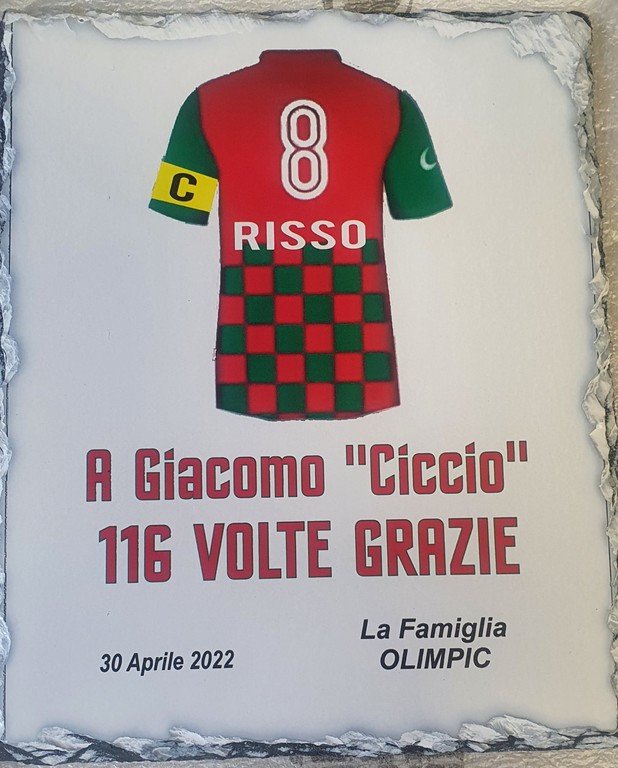 8
C
RISSO
A Giacomo "Ciccio"
116 VOLTE GRAZIE
La Famiglia
30 Aprile 2022
OLIMPIC